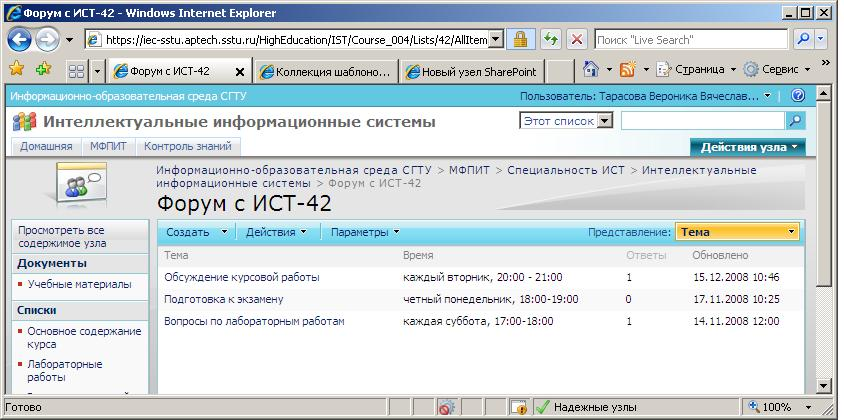 Форум с ИСТ-42 - Windows Internet Explorer
https://iec-sstu.aptech.sstu.ru/HighEducation/IST/Course_004/Lists/42/AllItem
Поиск "Live Search"
Форум с ИСТ-42
Коллекция шаблоно...
Новый узел SharePoint
Страница
Сервис
Информационно-образовательная среда СГТУ
Пользователь: Тарасова Вероника Вячеслав...
Интеллектуальные информационные системы
Этот список
Домашняя МФПИТ Контроль знаний
Действия узла
Информационно-образовательная среда СГТУ > МФПИТ > Специальность ИСТ > Интеллектуальные
информационные системы > Форум с ИСТ-42
Форум с ИСТ-42
Просмотреть все
содержимое узла
Документы
Учебные материалы
Списки
Основное содержание
курса
Лабораторные
работы
Создать Действия Параметры Представление: Тема
Тема Время Ответы Обновлено
Обсуждение курсовой работы каждый вторник, 20:00 - 21:00 1 15.12.2008 10:46
Подготовка к экзамену четный понедельник, 18:00-19:00 0 17.11.2008 10:25
Вопросы по лабораторным работам каждая суббота, 17:00-18:00 1 14.11.2008 12:00
Готово
Надежные узлы
100%